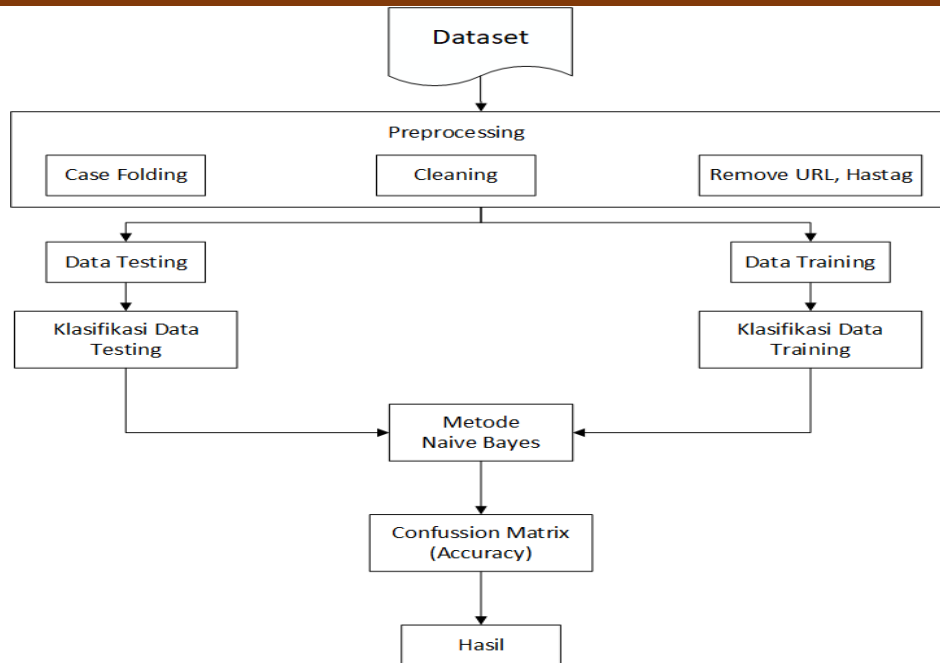 Dataset
Preprocessing
Case Folding
Cleaning
Remove URL, Hastag
Data Testing
Data Training
Klasifikasi Data
Testing
Klasifikasi Data
Training
Metode
Naive Bayes
Confussion Matrix
(Accuracy)
Hasil